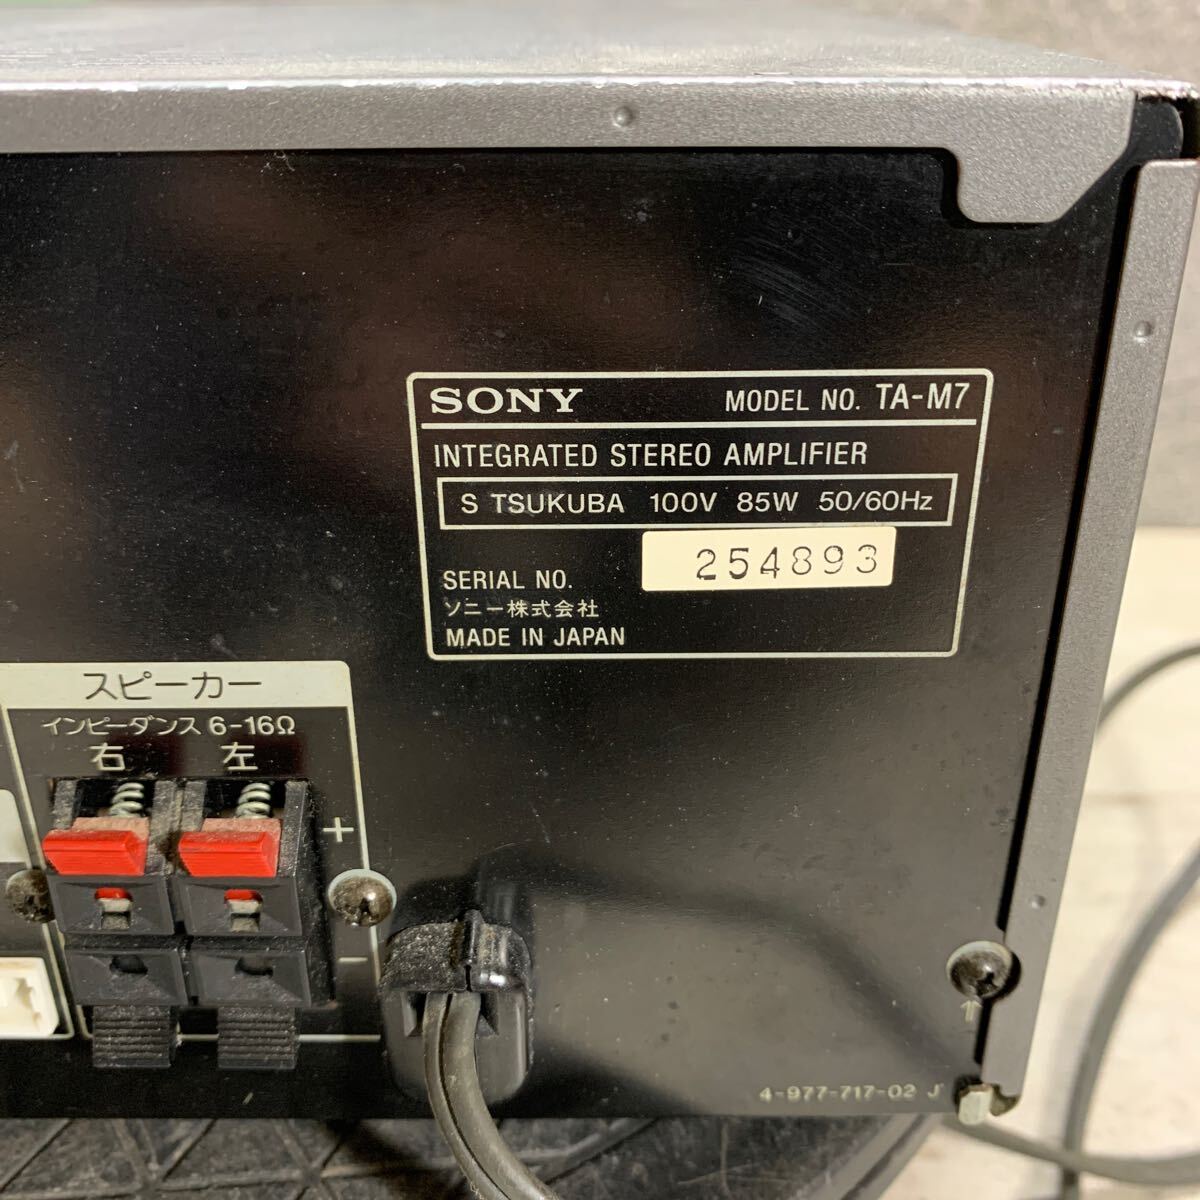 SONY MODEL NO. TA-M7
INTEGRATED STEREO AMPLIFIER
S TSUKUBA 100V 85W 50/60Hz
SERIAL NO. 254893
ソニー株式会社
MADE IN JAPAN
スピーカー
インピーダンス 6-16Ω
右 左
+
−
4-977-717-02 J